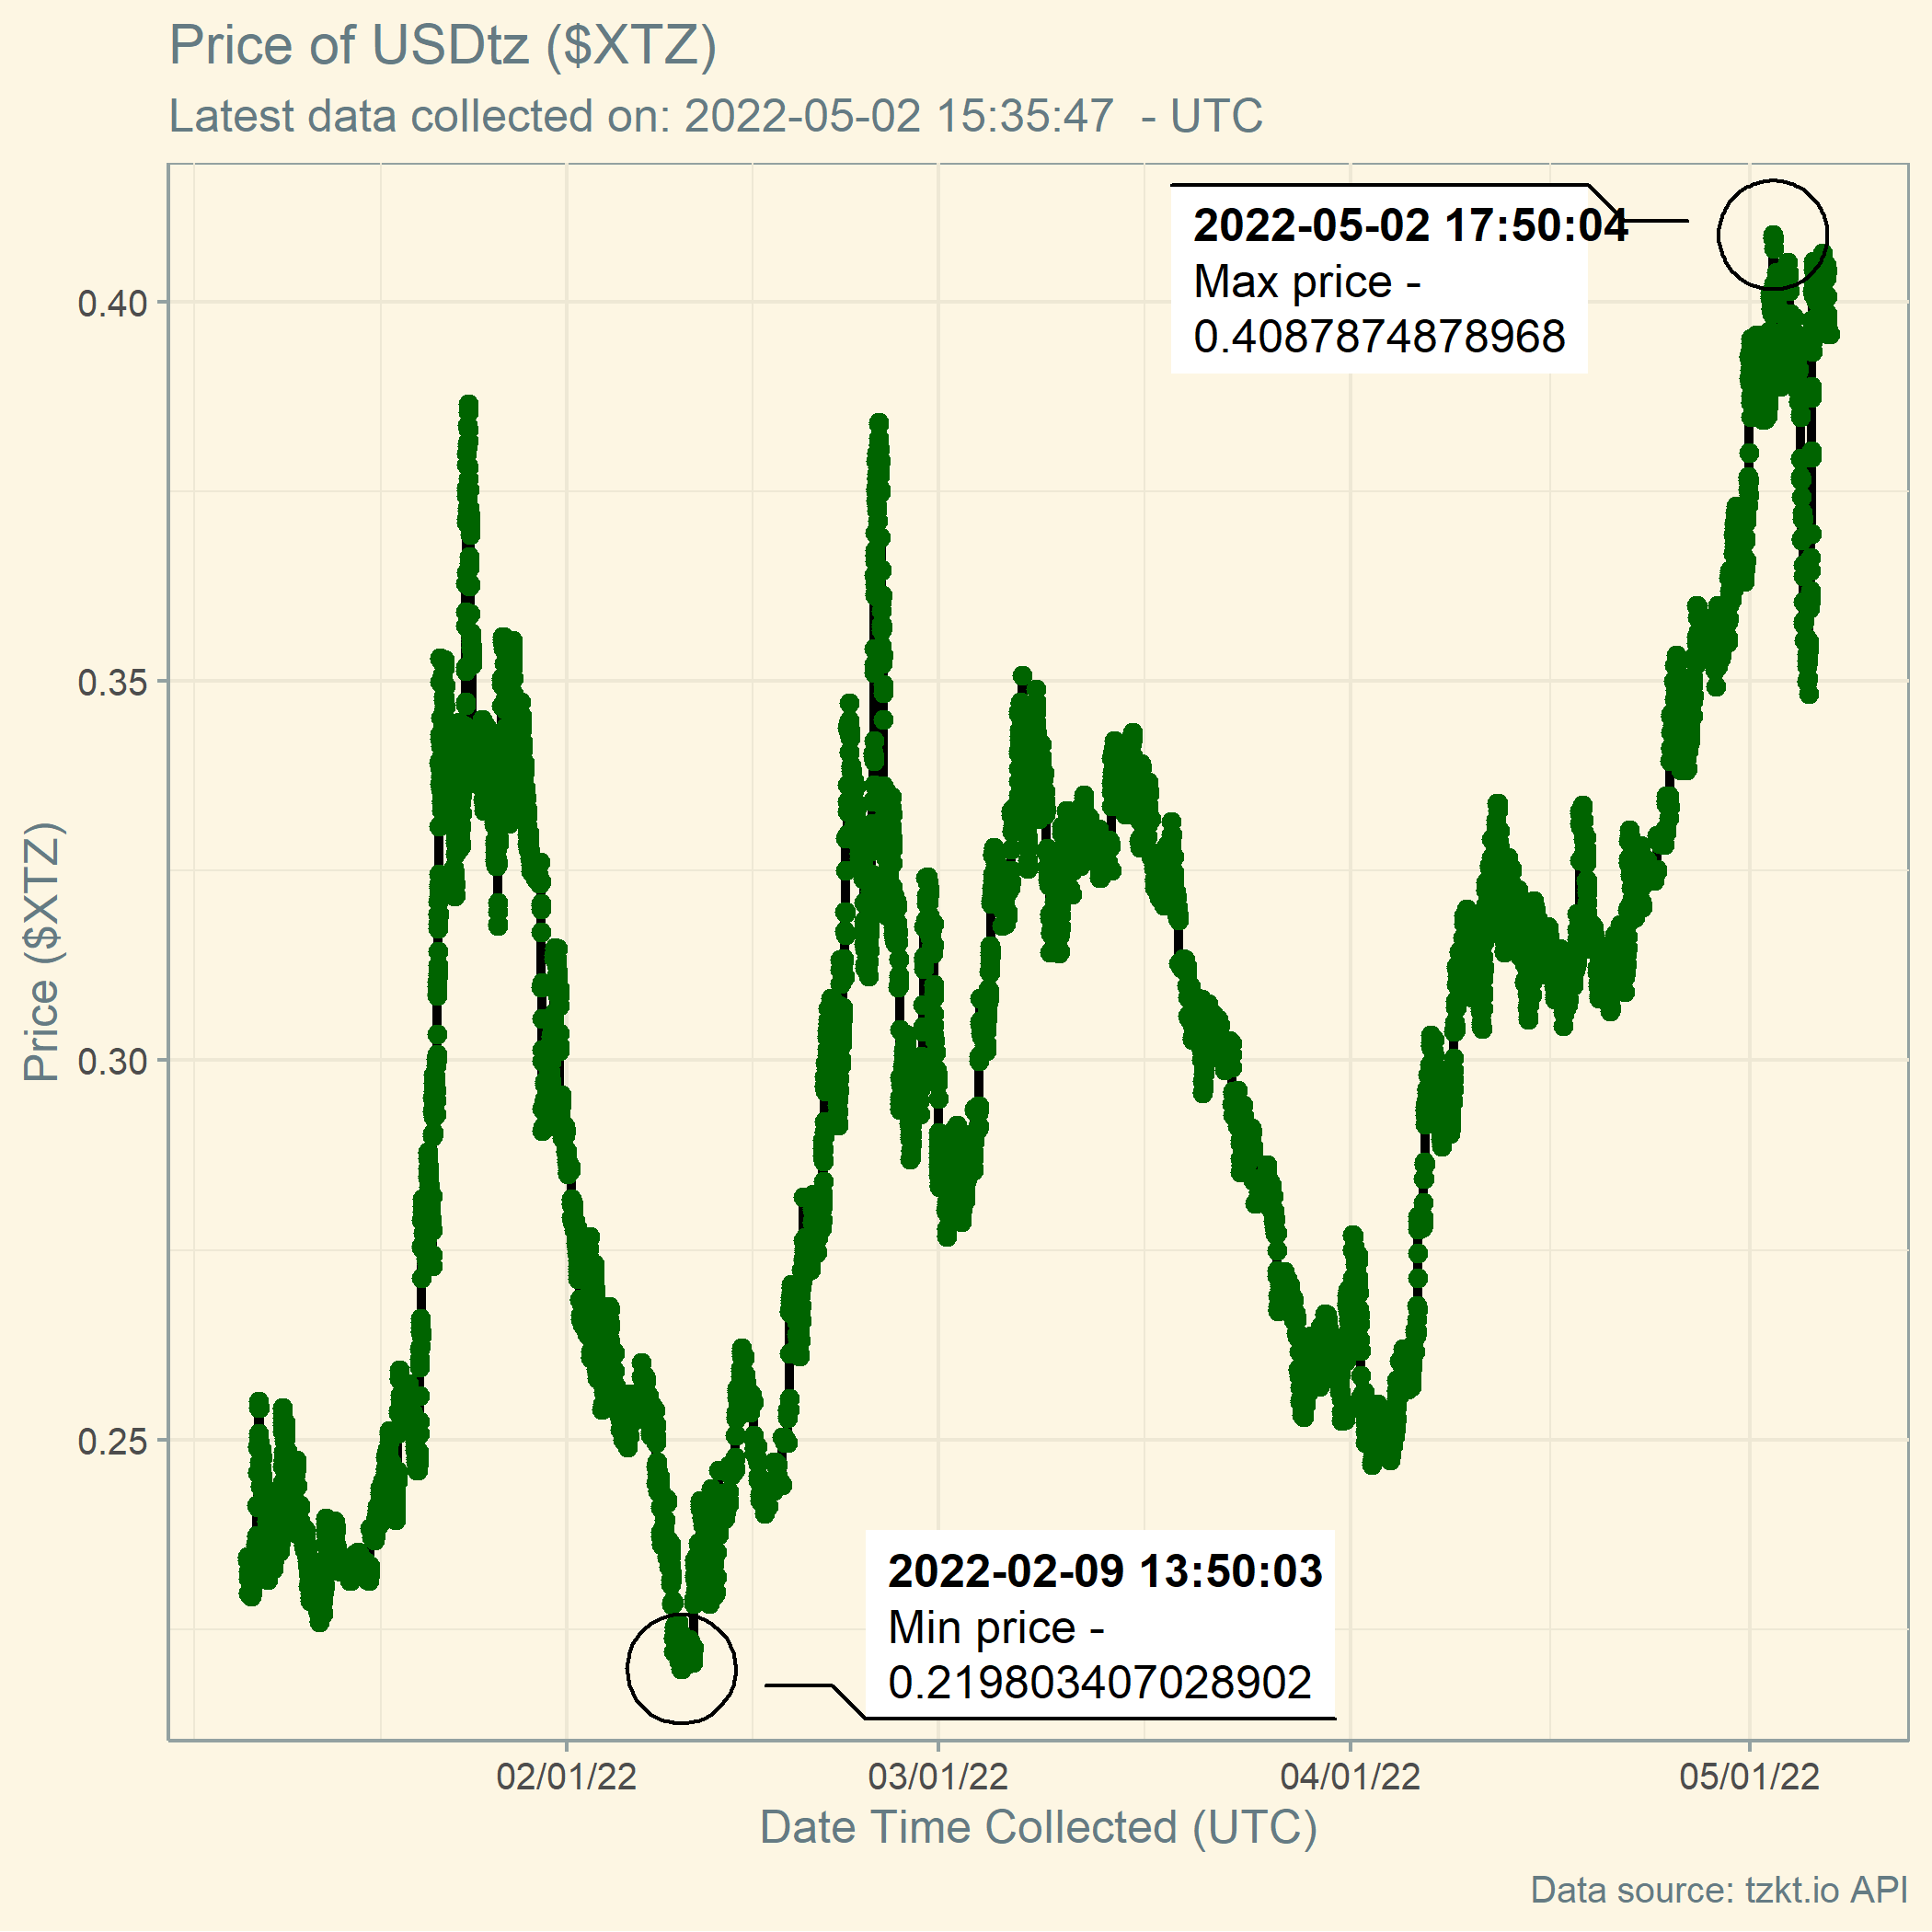 Price of USDtz ($XTZ)
Latest data collected on: 2022-05-02 15:35:47  - UTC
2022-05-02 17:50:04
Max price -
0.4087874878968
0.40
0.35
0.30
0.25
Price ($XTZ)
2022-02-09 13:50:03
Min price -
0.219803407028902
02/01/22
03/01/22
04/01/22
05/01/22
Date Time Collected (UTC)
Data source: tzkt.io API